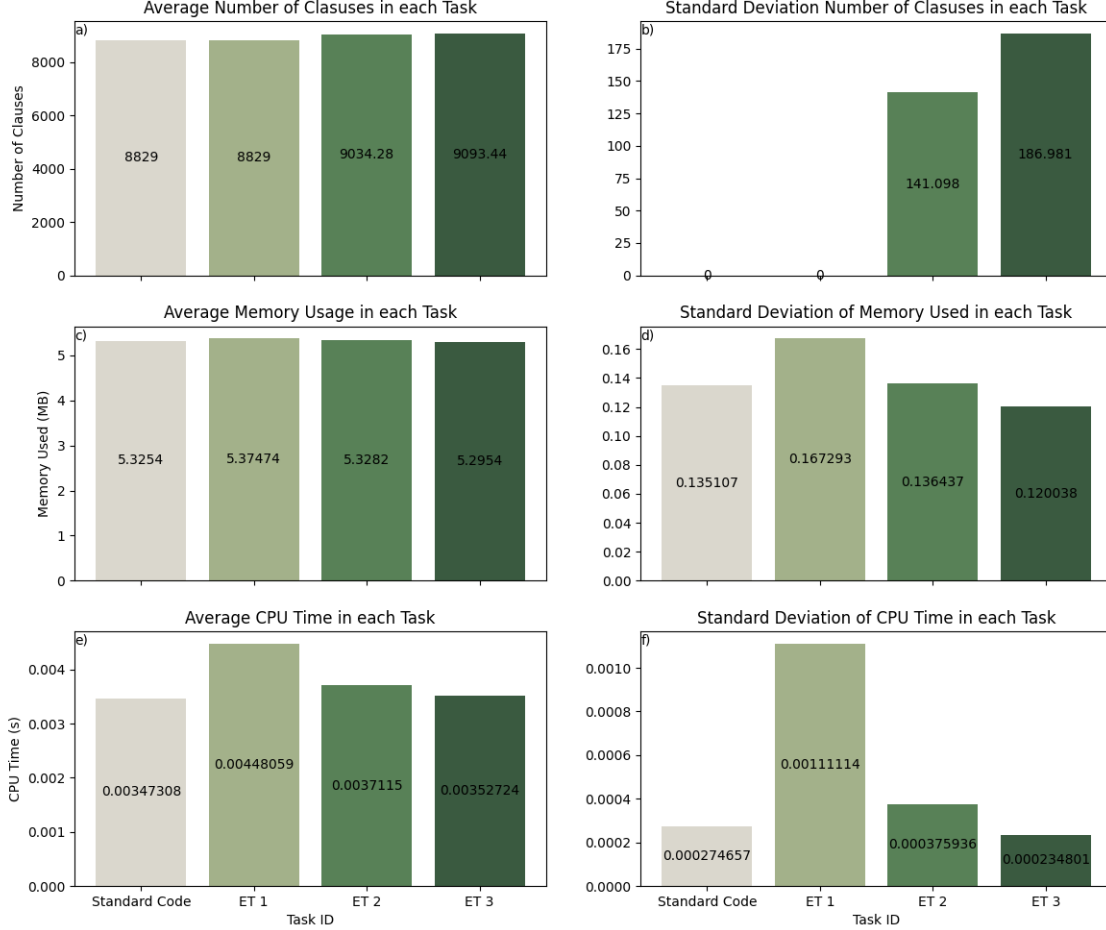 Average Number of Clasuses in each Task
Standard Deviation Number of Clasuses in each Task
a)
b)
Number of Clauses
8000
6000
4000
2000
0
8829
8829
9034.28
9093.44
175
150
125
100
75
50
25
0
0
0
141.098
186.981
Average Memory Usage in each Task
Standard Deviation of Memory Used in each Task
c)
d)
Memory Used (MB)
5
4
3
2
1
0
5.3254
5.37474
5.3282
5.2954
0.16
0.14
0.12
0.10
0.08
0.06
0.04
0.02
0.00
0.135107
0.167293
0.136437
0.120038
Average CPU Time in each Task
Standard Deviation of CPU Time in each Task
e)
f)
CPU Time (s)
0.004
0.003
0.002
0.001
0.000
0.00347308
0.00448059
0.0037115
0.00352724
0.0010
0.0008
0.0006
0.0004
0.0002
0.0000
0.000274657
0.00111114
0.000375936
0.000234801
Standard Code
ET 1
ET 2
ET 3
Task ID
Standard Code
ET 1
ET 2
ET 3
Task ID